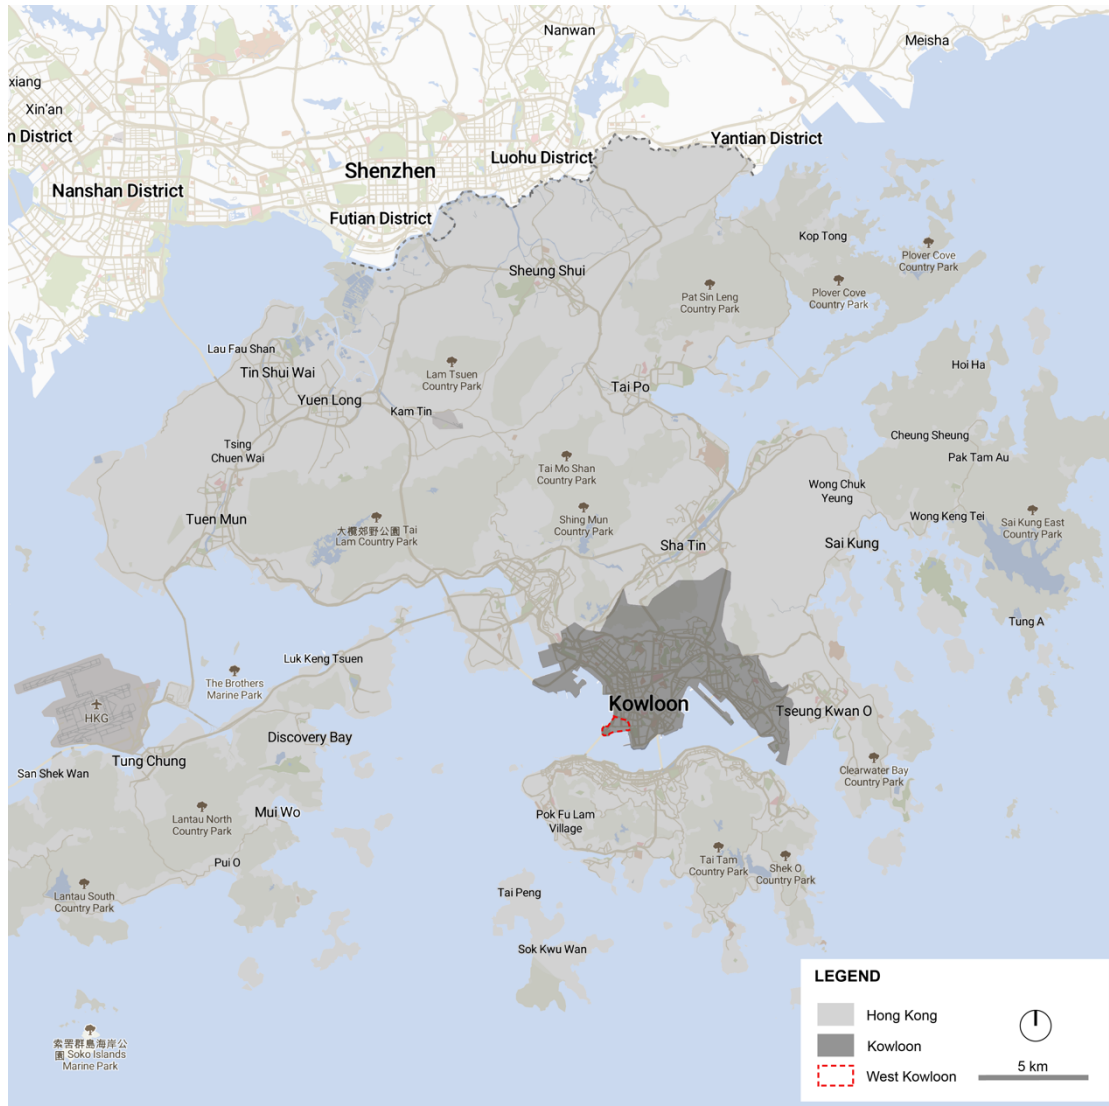 Nanwan
Meisha
xiang
Xin'an
n District
Yantian District
Luohu District
Shenzhen
Nanshan District
Futian District
Kop Tong
Plover Cove
Country Park
Sheung Shui
Plover Cove
Country Park
Pat Sin Leng
Country Park
Lau Fau Shan
Tin Shui Wai
Lam Tsuen
Country Park
Hoi Ha
Tai Po
Yuen Long
Kam Tin
Cheung Sheung
Tsing
Chuen Wai
Pak Tam Au
Tai Mo Shan
Country Park
Wong Chuk
Yeung
Tuen Mun
Shing Mun
Country Park
Wong Keng Tei
Sai Kung East
Country Park
大欖郊野公園 Tai
Lam Country Park
Sha Tin
Sai Kung
Tung A
Luk Keng Tsuen
The Brothers
Marine Park
Kowloon
HKG
Tseung Kwan O
Discovery Bay
Tung Chung
San Shek Wan
Clearwater Bay
Country Park
Mui Wo
Lantau North
Country Park
Pok Fu Lam
Village
Tai Tam
Country Park
Shek O
Country Park
Pui O
Lantau South
Country Park
Tai Peng
Sok Kwu Wan
索罟群島海岸公
園 Soko Islands
Marine Park
LEGEND
Hong Kong
Kowloon
West Kowloon
5 km